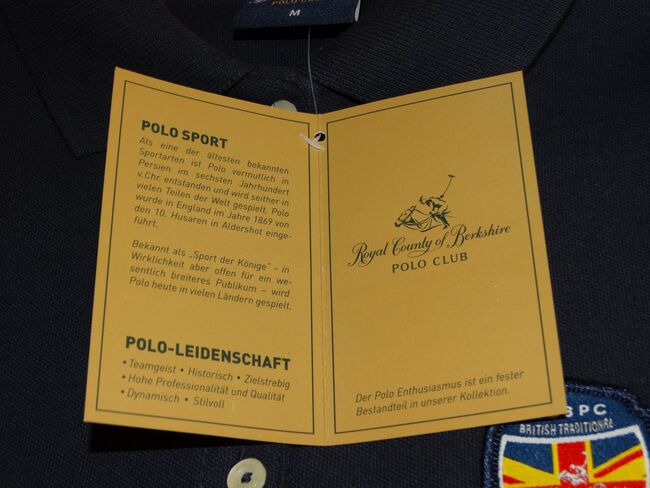 POLO CLUB
M
POLO SPORT
Als eine der ältesten bekannten
Sportarten ist Polo vermutlich in
Persien im sechsten Jahrhundert
v. Chr. entstanden und wird seither in
vielen Teilen der Welt gespielt. Polo
wurde in England im Jahre 1869 von
den 10. Husaren in Aldershot einge-
führt.
Bekannt als „Sport der Könige" – in
Wirklichkeit aber offen für ein we-
sentlich breiteres Publikum – wird
Polo heute in vielen Ländern gespielt.
POLO-LEIDENSCHAFT
• Teamgeist • Historisch • Zielstrebig
• Hohe Professionalität und Qualität
• Dynamisch • Stilvoll
Royal County of Berkshire
POLO CLUB
Der Polo Enthusiasmus ist ein fester
Bestandteil in unserer Kollektion.
BPC
BRITISH TRADITIONAL